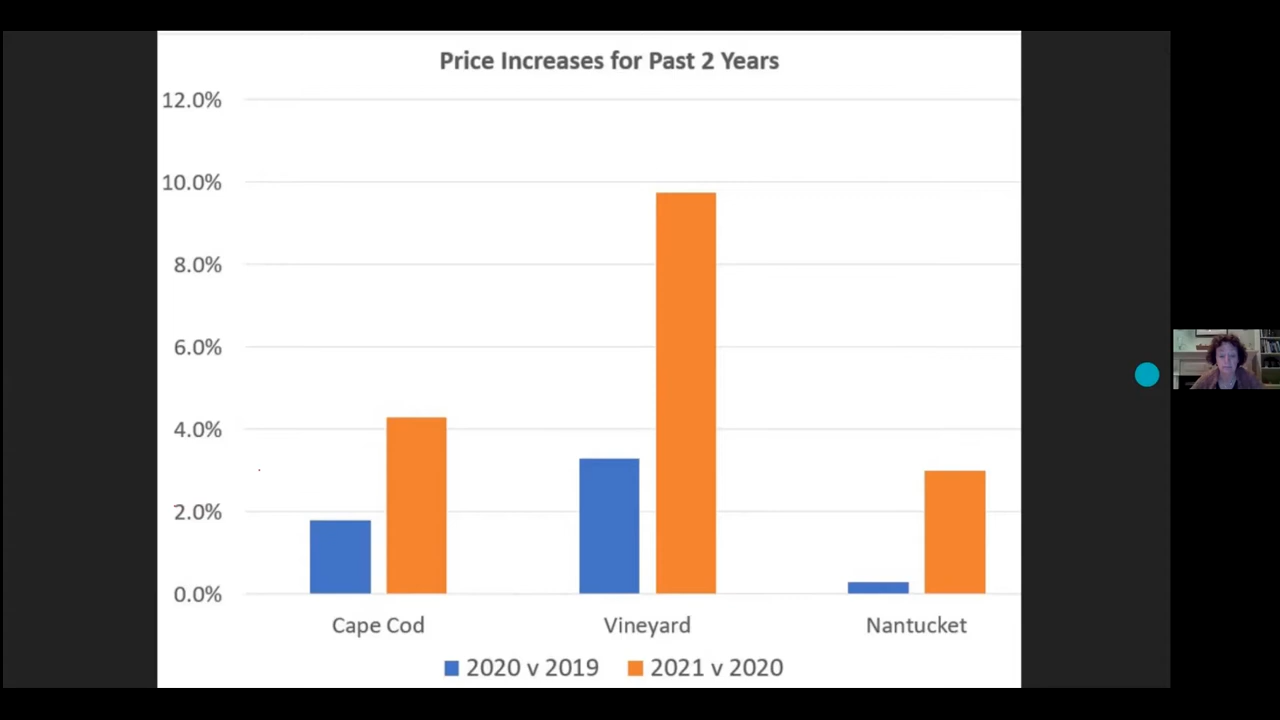 Price Increases for Past 2 Years
12.0%
10.0%
8.0%
6.0%
4.0%
2.0%
0.0%
Cape Cod Vineyard Nantucket
2020 v 2019 2021 v 2020